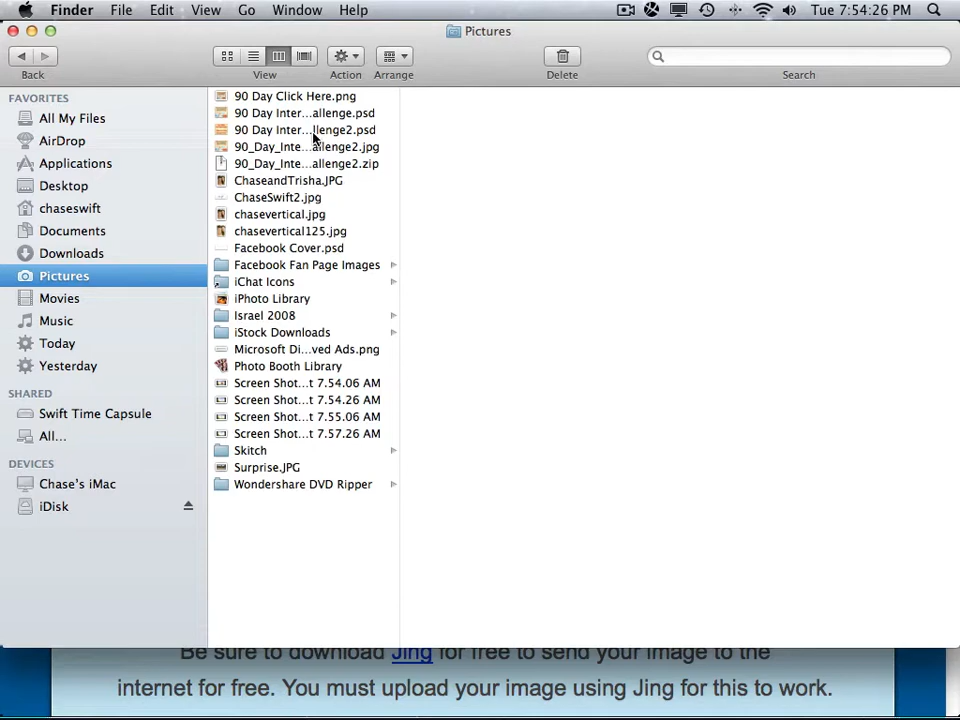 Finder File Edit View Go Window Help Tue 7:54:26 PM
Pictures
Back View Action Arrange Delete Search
FAVORITES
All My Files
AirDrop
Applications
Desktop
chaseswift
Documents
Downloads
Pictures
Movies
Music
Today
Yesterday
SHARED
Swift Time Capsule
All...
DEVICES
Chase's iMac
iDisk
90 Day Click Here.png
90 Day Inter...allenge.psd
90 Day Inter...llenge2.psd
90_Day_Inte...allenge2.jpg
90_Day_Inte...allenge2.zip
ChaseandTrisha.JPG
ChaseSwift2.jpg
chasevertical.jpg
chasevertical125.jpg
Facebook Cover.psd
Facebook Fan Page Images
iChat Icons
iPhoto Library
Israel 2008
iStock Downloads
Microsoft Di...ved Ads.png
Photo Booth Library
Screen Shot...t 7.54.06 AM
Screen Shot...t 7.54.26 AM
Screen Shot...t 7.55.06 AM
Screen Shot...t 7.57.26 AM
Skitch
Surprise.JPG
Wondershare DVD Ripper
Be sure to download Jing for free to send your image to the
internet for free. You must upload your image using Jing for this to work.